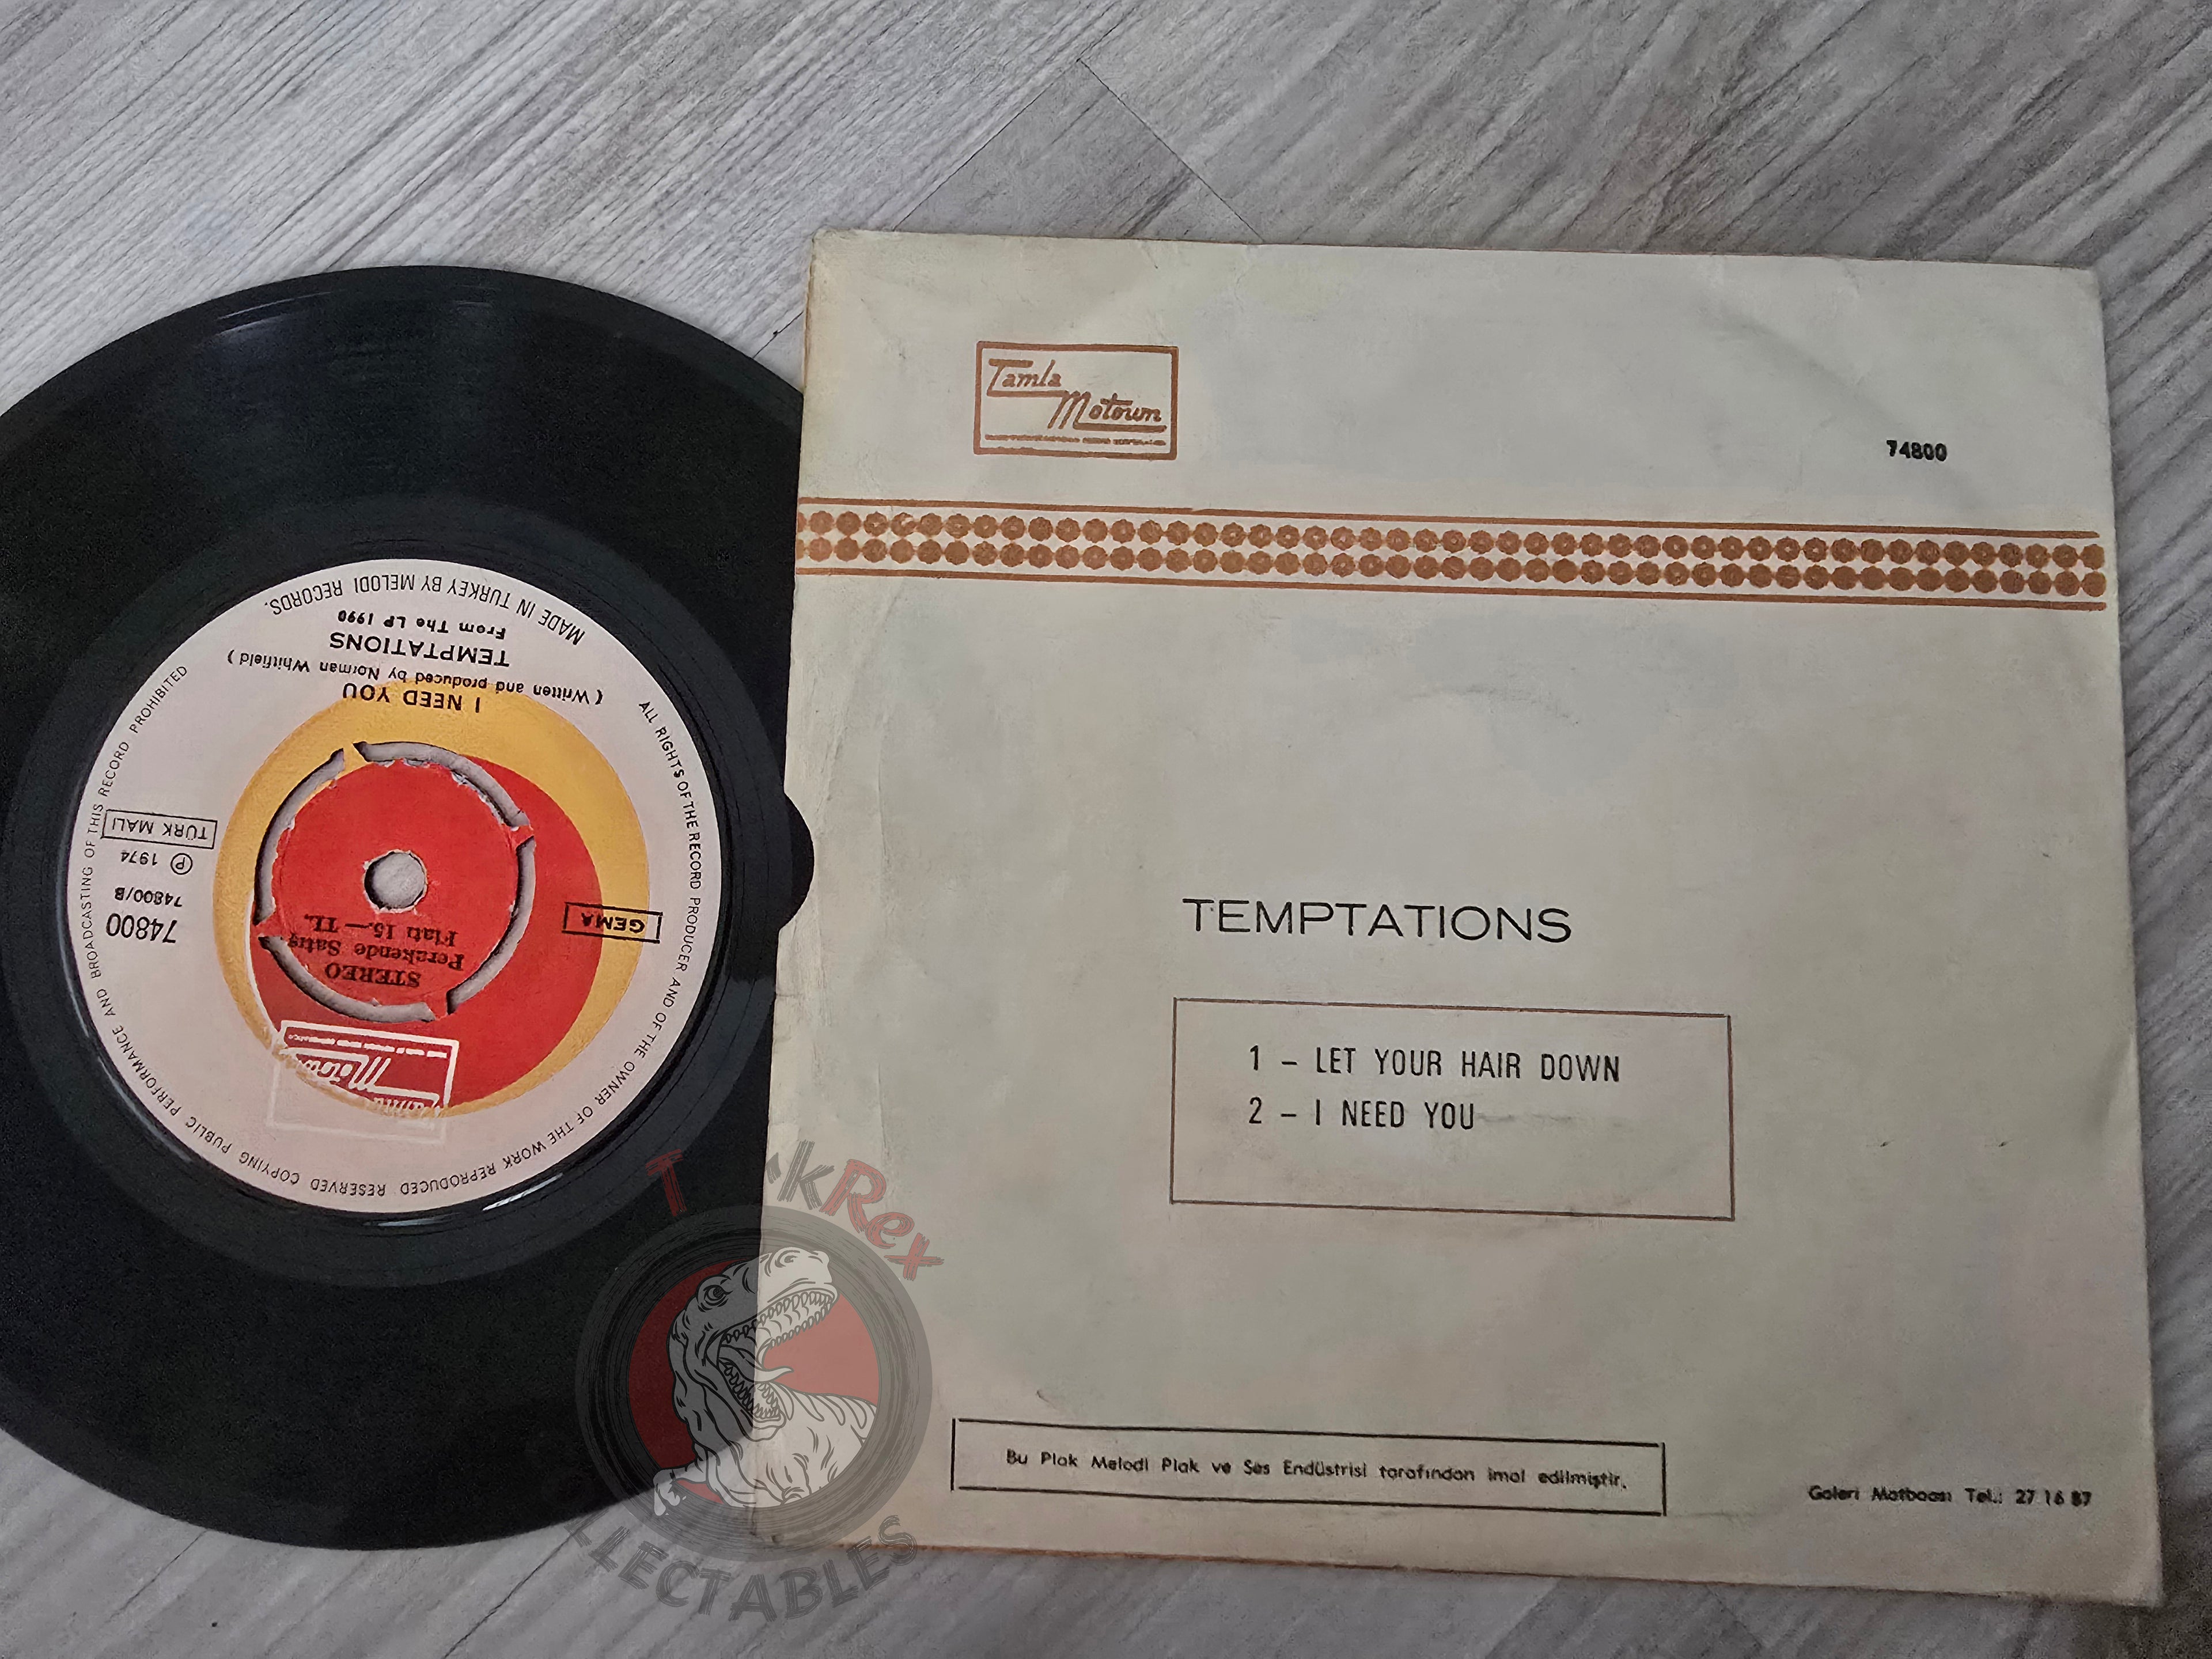 MADE IN TURKEY BY MELODI RECORDS.
ALL RIGHTS OF THE RECORD PRODUCER AND OF THE OWNER OF THE WORK REPRODUCED RESERVED COPYING PUBLIC PERFORMANCE AND BROADCASTING OF THIS RECORD PROHIBITED
Motown
GEMA
STEREO
Perakende Satış
Fiatı 15.— TL.
74800
74800/B
Ⓟ 1974
TÜRK MALI
I NEED YOU
( Written and produced by Norman Whitfield )
TEMPTATIONS
From The LP 1990
Tamla
Motown
74800
TEMPTATIONS
1 – LET YOUR HAIR DOWN
2 – I NEED YOU
Bu Plak Melodi Plak ve Ses Endüstrisi tarafından imal edilmiştir.
Galeri Matbaası Tel.: 27 16 87